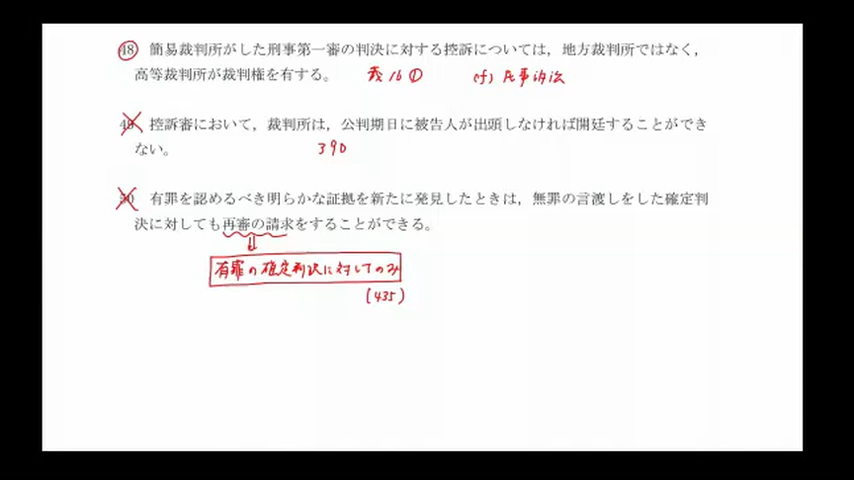 48 簡易裁判所がした刑事第一審の判決に対する控訴については，地方裁判所ではなく，
高等裁判所が裁判権を有する。 裁16① cf) 民事訴訟
49 控訴審において，裁判所は，公判期日に被告人が出頭しなければ開廷することができ
ない。 390
50 有罪を認めるべき明らかな証拠を新たに発見したときは，無罪の言渡しをした確定判
決に対しても再審の請求をすることができる。
有罪の確定判決に対してのみ
(435)